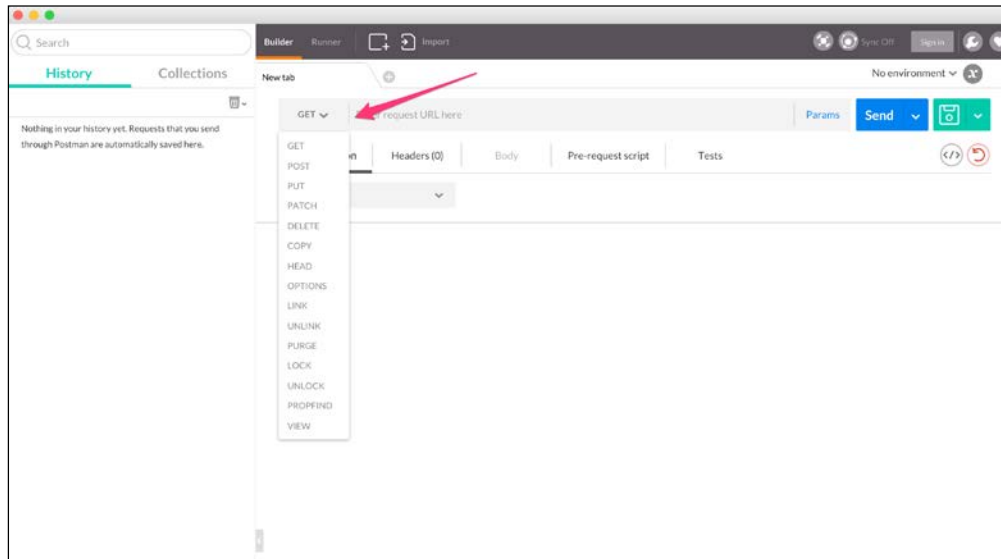 Search
Builder Runner Import Sync Off Sign in
History Collections
New tab
No environment
Nothing in your history yet. Requests that you send
through Postman are automatically saved here.
GET request URL here Params Send
Headers (0) Body Pre-request script Tests
GET
POST
PUT
PATCH
DELETE
COPY
HEAD
OPTIONS
LINK
UNLINK
PURGE
LOCK
UNLOCK
PROPFIND
VIEW